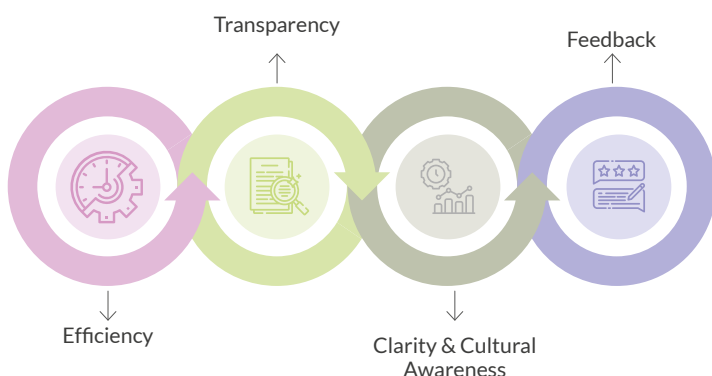 Transparency
Feedback
Efficiency
Clarity & Cultural
Awareness